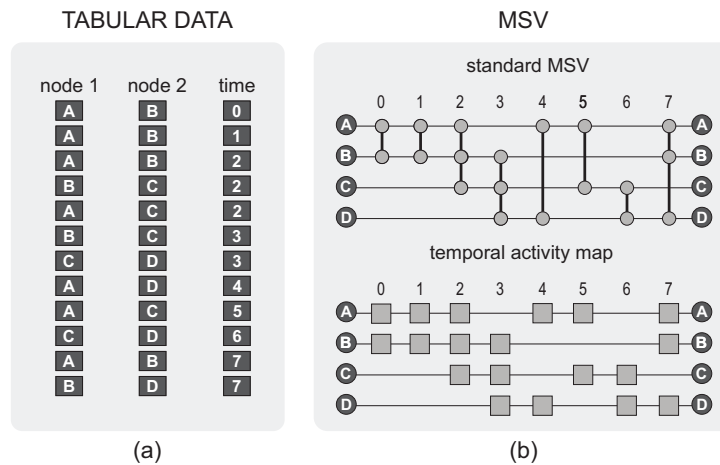 TABULAR DATA
node 1 node 2 time
A B 0
A B 1
A B 2
B C 2
A C 2
B C 3
C D 3
A D 4
A C 5
C D 6
A B 7
B D 7
(a)
MSV
standard MSV
0 1 2 3 4 5 6 7
A A
B B
C C
D D
temporal activity map
0 1 2 3 4 5 6 7
A A
B B
C C
D D
(b)